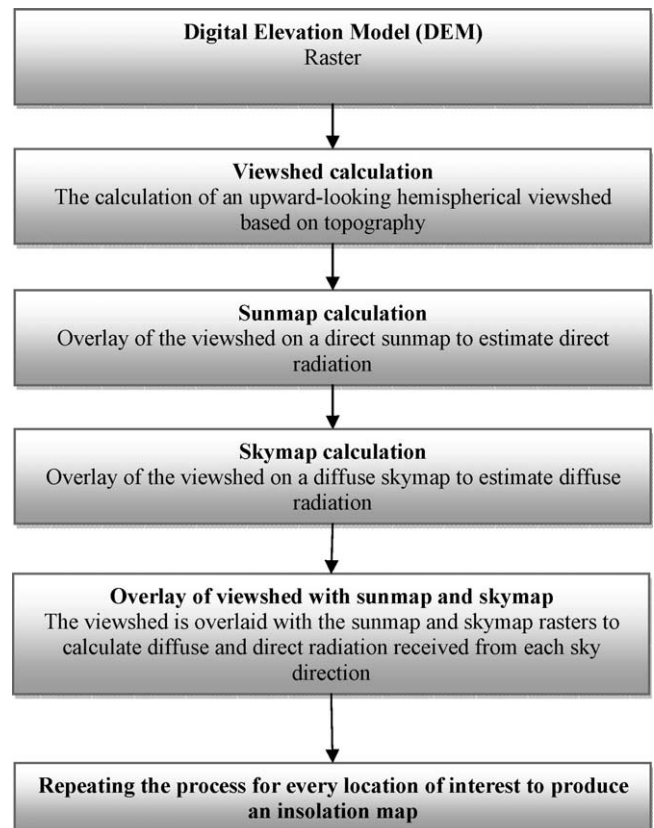 Digital Elevation Model (DEM)
Raster
Viewshed calculation
The calculation of an upward-looking hemispherical viewshed
based on topography
Sunmap calculation
Overlay of the viewshed on a direct sunmap to estimate direct
radiation
Skymap calculation
Overlay of the viewshed on a diffuse skymap to estimate diffuse
radiation
Overlay of viewshed with sunmap and skymap
The viewshed is overlaid with the sunmap and skymap rasters to
calculate diffuse and direct radiation received from each sky
direction
Repeating the process for every location of interest to produce
an insolation map